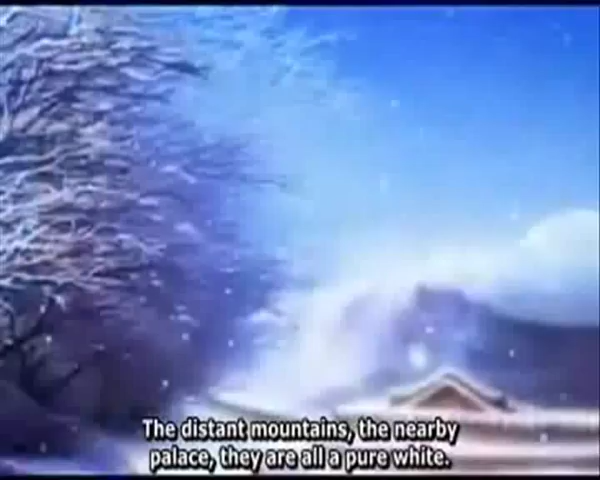 The distant mountains, the nearby
palace, they are all a pure white.